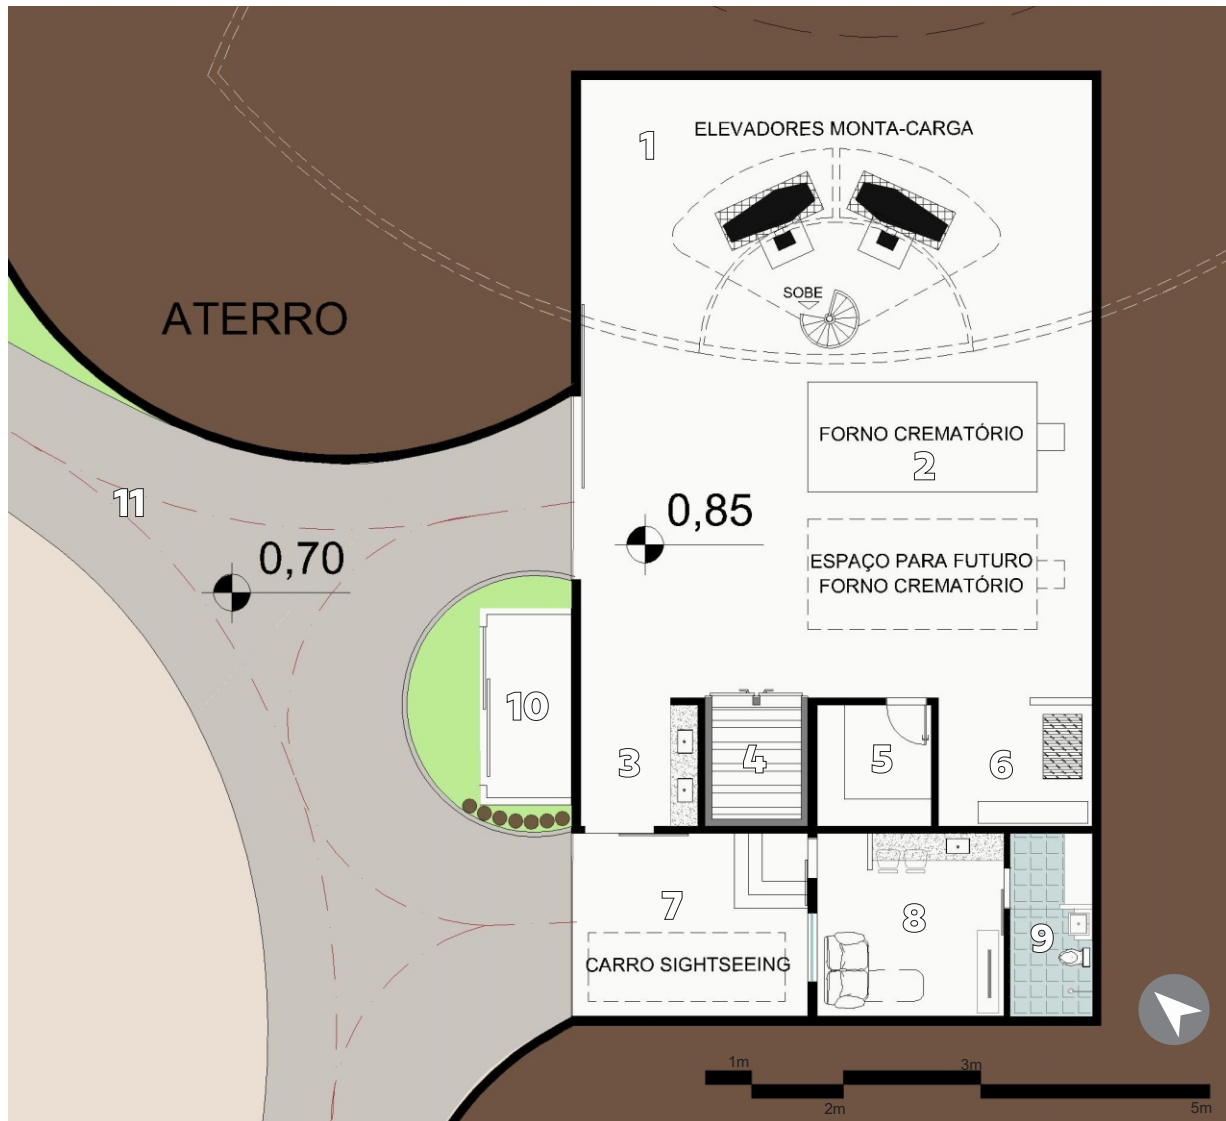 1
ELEVADORES MONTA-CARGA
SOBE
ATERRO
FORNO CREMATÓRIO
2
11
0,85
0,70
ESPAÇO PARA FUTURO
FORNO CREMATÓRIO
10
3
4
5
6
7
8
9
CARRO SIGHTSEEING
1m
3m
2m
5m